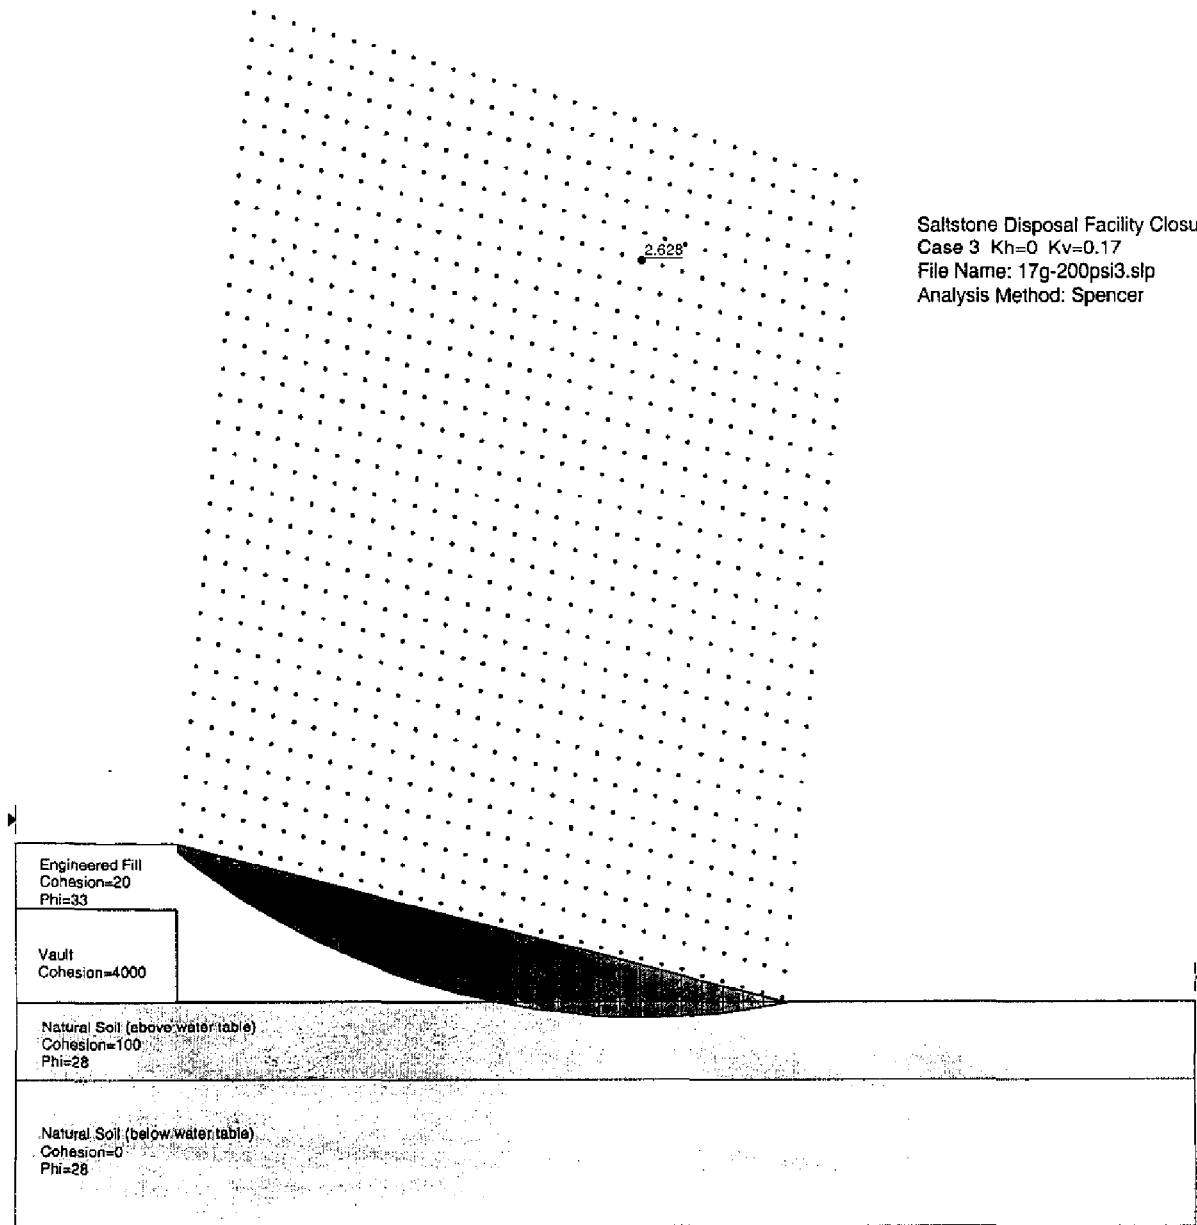 Saltstone Disposal Facility Closu
Case 3 Kh=0 Kv=0.17
File Name: 17g-200psi3.slp
Analysis Method: Spencer
2.628
Engineered Fill
Cohesion=20
Phi=33
Vault
Cohesion=4000
Natural Soil (above water table)
Cohesion=100
Phi=28
Natural Soil (below water table)
Cohesion=0
Phi=28